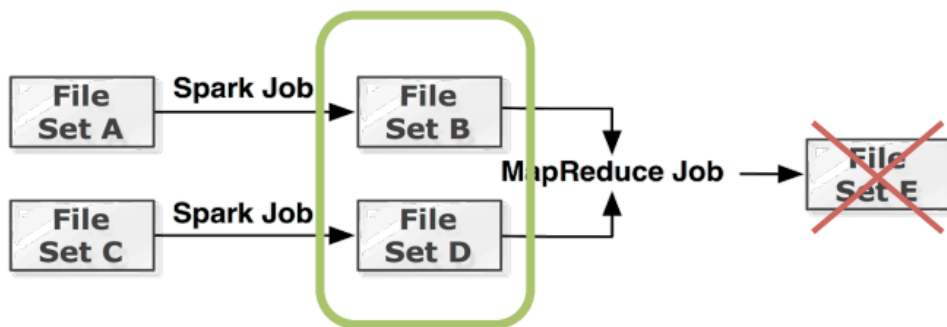 Spark Job
File
Set A
File
Set B
MapReduce Job
File
Set E
Spark Job
File
Set C
File
Set D